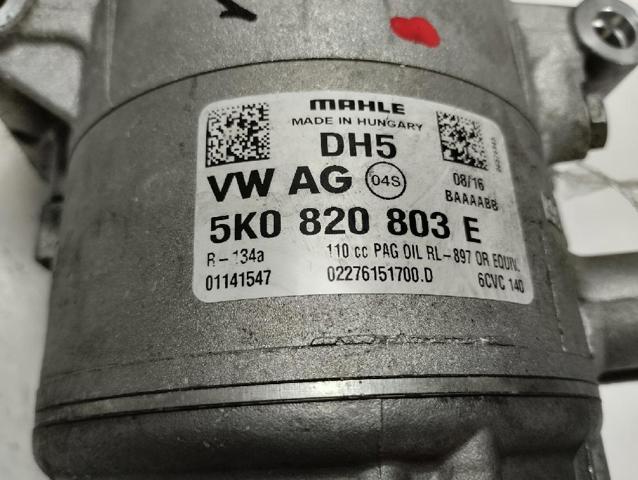 MAHLE
MADE IN HUNGARY
DH5
VW AG 04S 08/16
BAAAABB
5K0 820 803 E
R-134a 110 cc PAG OIL RL-897 OR EQUIV.
01141547 02276151700.D 6CVC 140